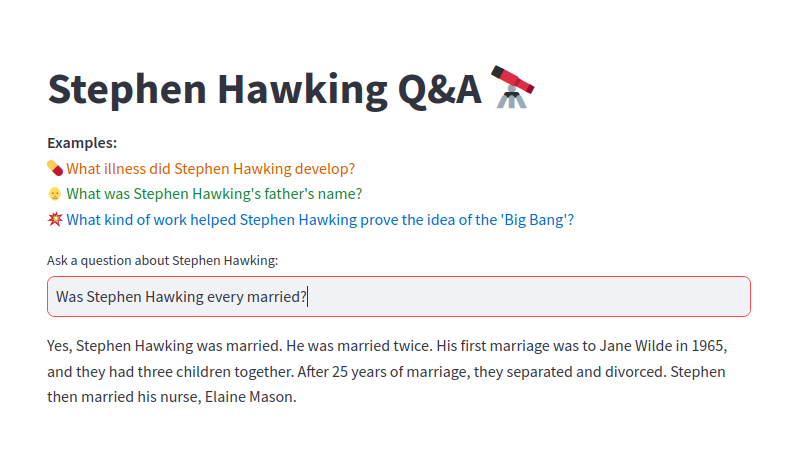 Stephen Hawking Q&A
Examples:
What illness did Stephen Hawking develop?
What was Stephen Hawking's father's name?
What kind of work helped Stephen Hawking prove the idea of the 'Big Bang'?
Ask a question about Stephen Hawking:
Was Stephen Hawking every married?
Yes, Stephen Hawking was married. He was married twice. His first marriage was to Jane Wilde in 1965,
and they had three children together. After 25 years of marriage, they separated and divorced. Stephen
then married his nurse, Elaine Mason.